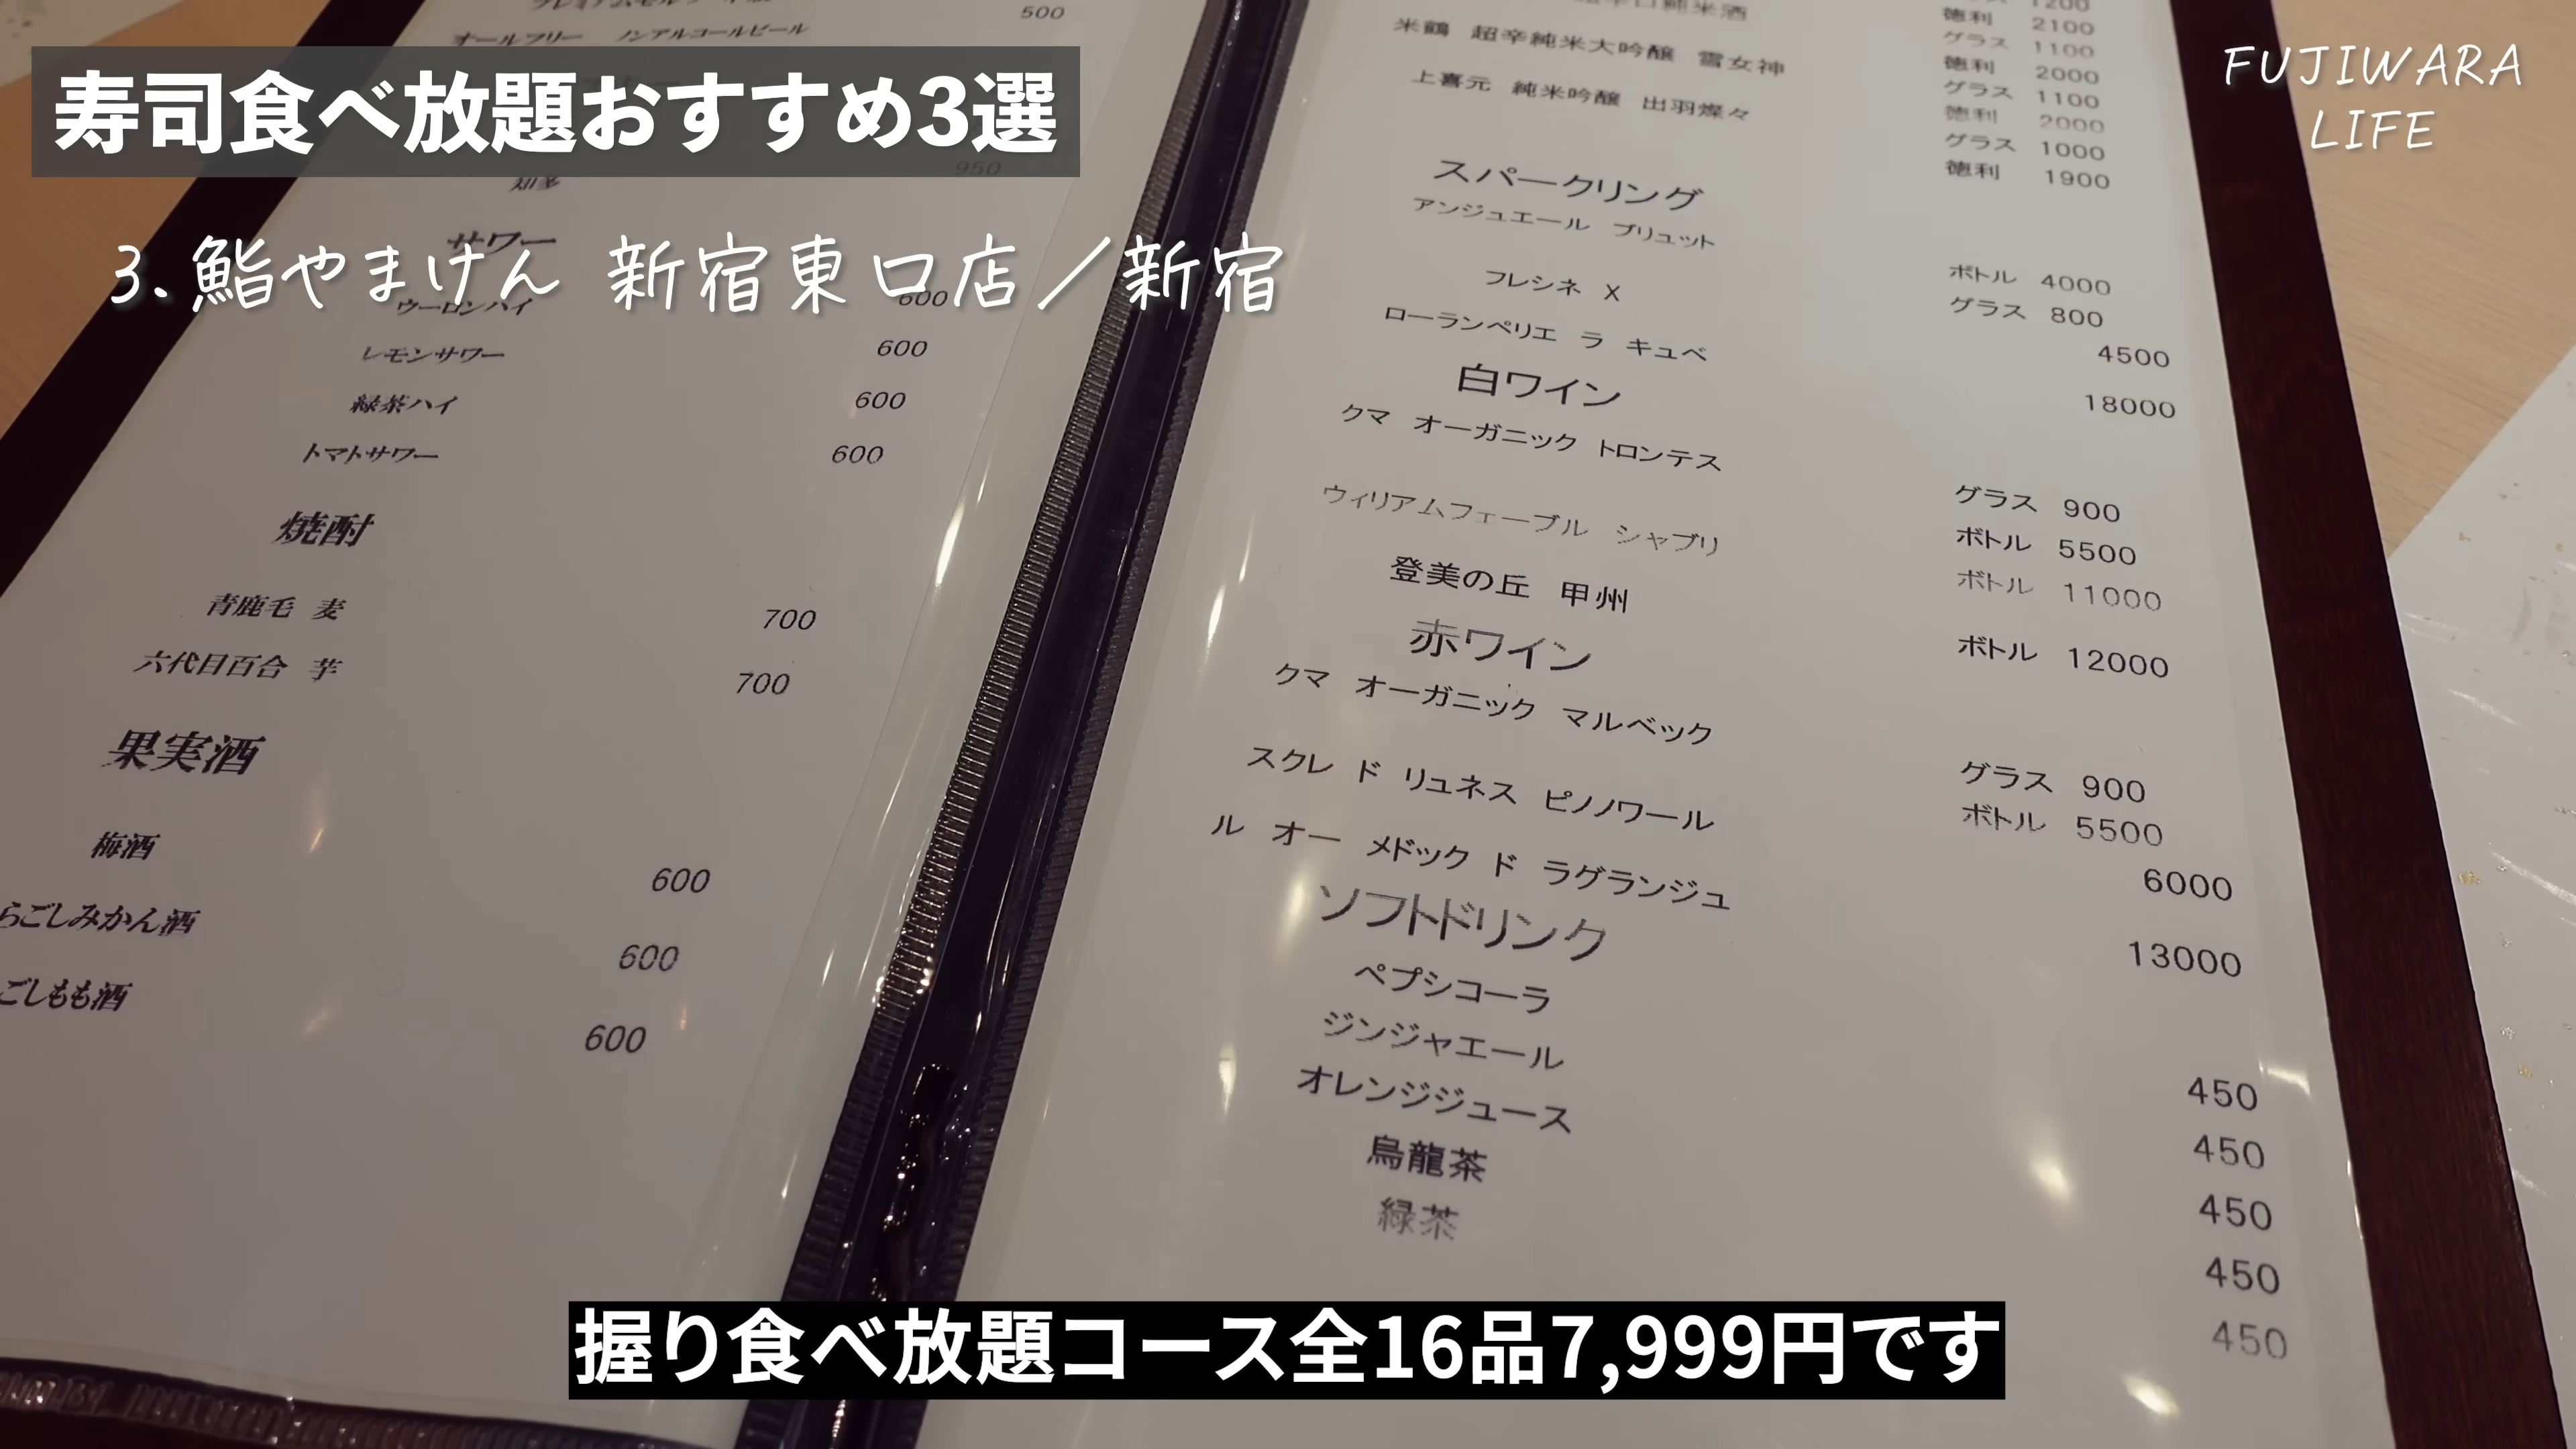 寿司食べ放題おすすめ3選
FUJIWARA
LIFE
3.鮨やまけん 新宿東口店／新宿
500
オールフリー ノンアルコールビール
950
知多
サワー
ウーロンハイ 600
レモンサワー 600
緑茶ハイ 600
トマトサワー 600
焼酎
青鹿毛 麦 700
六代目百合 芋 700
果実酒
梅酒 600
らごしみかん酒 600
ごしもも酒 600
1200
徳利 2100
米鶴 超辛純米大吟醸 雪女神 グラス 1100
徳利 2000
上喜元 純米吟醸 出羽燦々 グラス 1100
徳利 2000
グラス 1000
徳利 1900
スパークリング
アンジュエール ブリュット
ボトル 4000
グラス 800
フレシネ X 4500
ローランペリエ ラ キュベ 18000
白ワイン
クマ オーガニック トロンテス
グラス 900
ボトル 5500
ウィリアムフェーブル シャブリ ボトル 11000
登美の丘 甲州 ボトル 12000
赤ワイン
クマ オーガニック マルベック
グラス 900
ボトル 5500
スクレ ド リュネス ピノノワール 6000
ル オー メドック ド ラグランジュ 13000
ソフトドリンク
ペプシコーラ 450
ジンジャエール 450
オレンジジュース 450
烏龍茶 450
緑茶 450
握り食べ放題コース全16品7,999円です